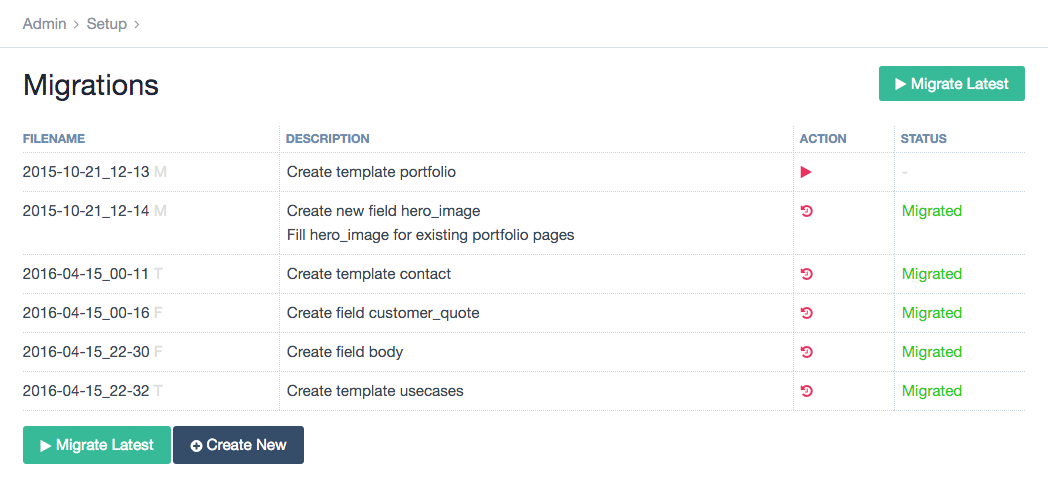 Admin > Setup >
Migrations
Migrate Latest
FILENAME DESCRIPTION ACTION STATUS
2015-10-21_12-13 M Create template portfolio -
2015-10-21_12-14 M Create new field hero_image Migrated
Fill hero_image for existing portfolio pages
2016-04-15_00-11 T Create template contact Migrated
2016-04-15_00-16 F Create field customer_quote Migrated
2016-04-15_22-30 F Create field body Migrated
2016-04-15_22-32 T Create template usecases Migrated
Migrate Latest Create New